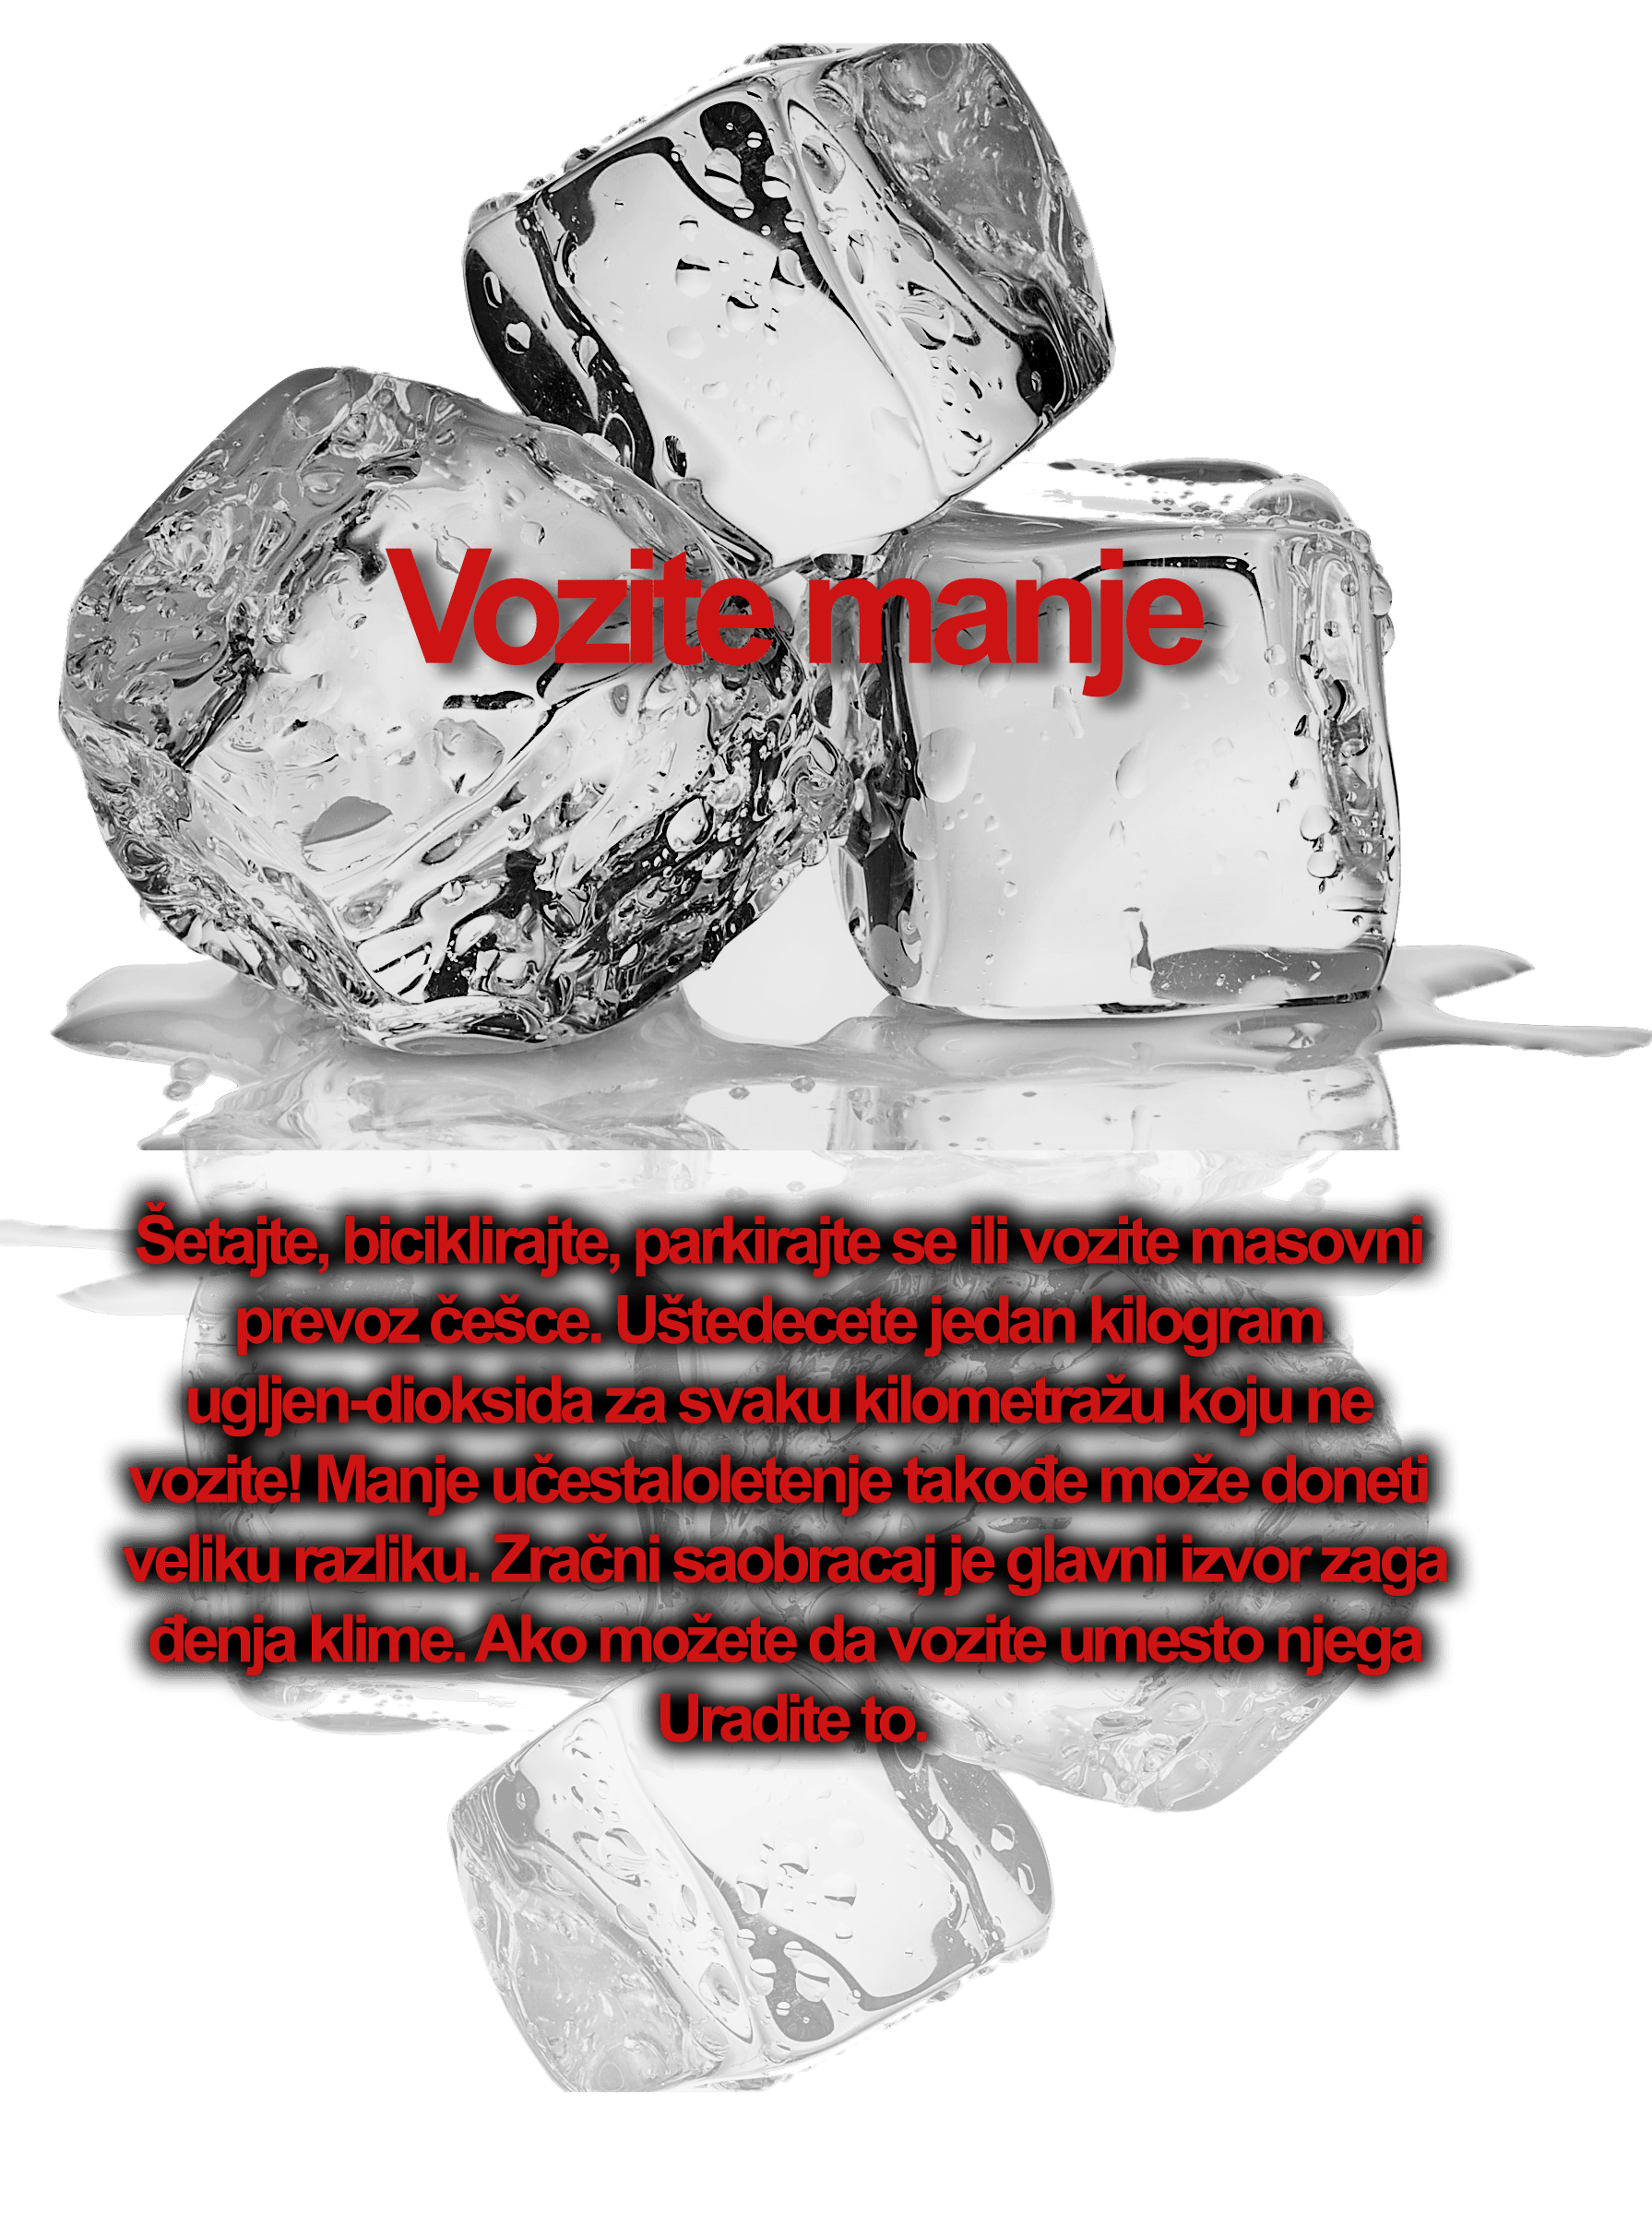 Vozite manje
Šetajte, biciklirajte, parkirajte se ili vozite masovni
prevoz češce. Uštedecete jedan kilogram
ugljen-dioksida za svaku kilometražu koju ne
vozite! Manje učestaloletenje takođe može doneti
veliku razliku. Zračni saobracaj je glavni izvor zaga
đenja klime. Ako možete da vozite umesto njega
Uradite to.